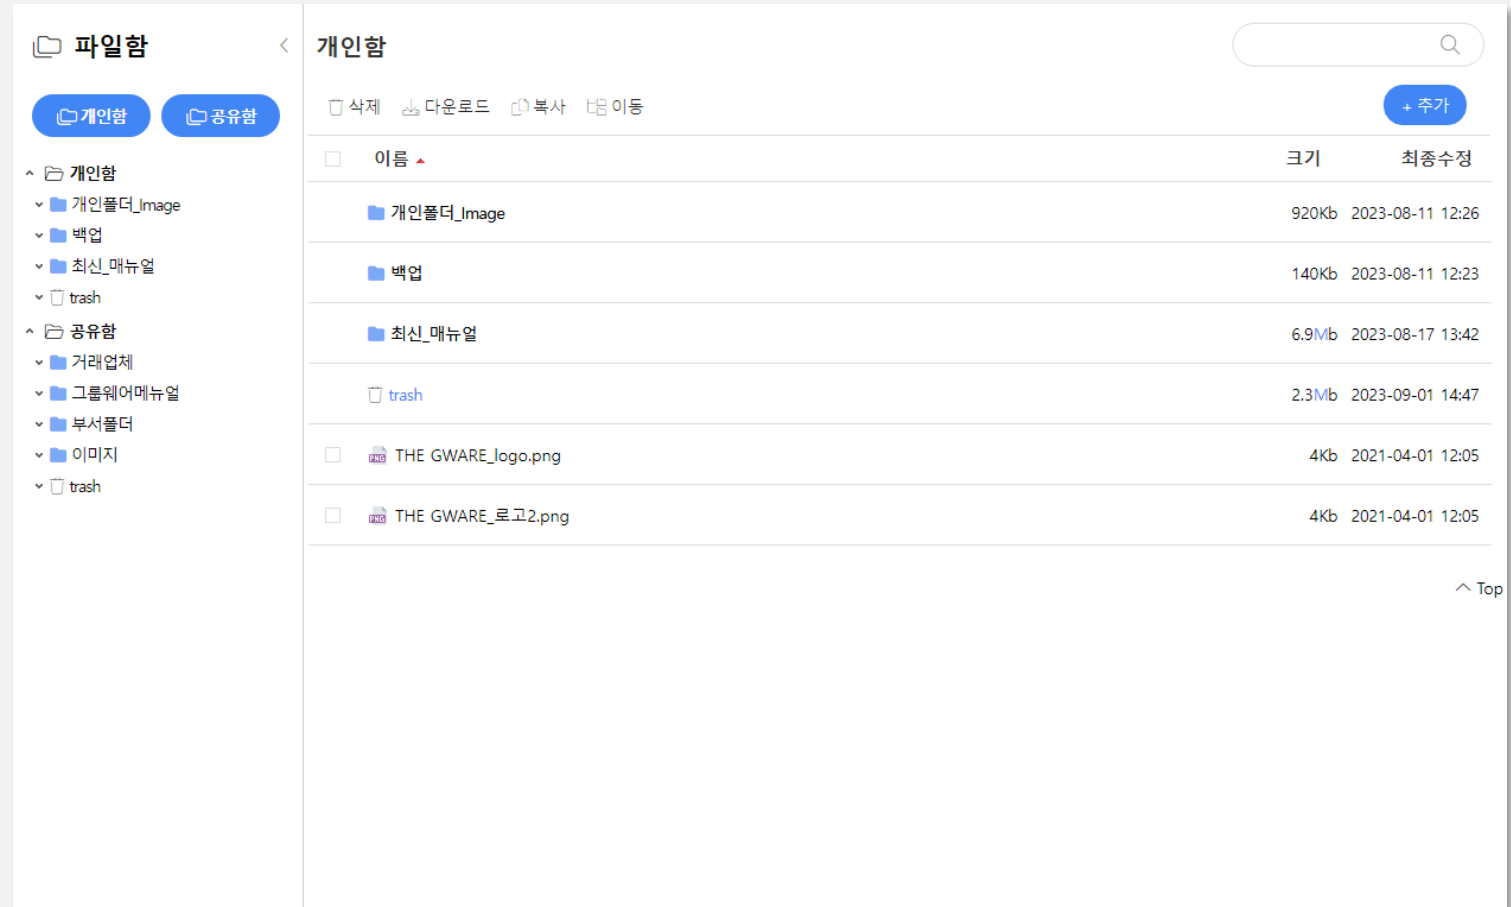 파일함
개인함 공유함
개인함
개인폴더_Image
백업
최신_매뉴얼
trash
공유함
거래업체
그룹웨어메뉴얼
부서폴더
이미지
trash
개인함
삭제 다운로드 복사 이동 + 추가
이름 크기 최종수정
개인폴더_Image 920Kb 2023-08-11 12:26
백업 140Kb 2023-08-11 12:23
최신_매뉴얼 6.9Mb 2023-08-17 13:42
trash 2.3Mb 2023-09-01 14:47
PNG THE GWARE_logo.png 4Kb 2021-04-01 12:05
PNG THE GWARE_로고2.png 4Kb 2021-04-01 12:05
Top